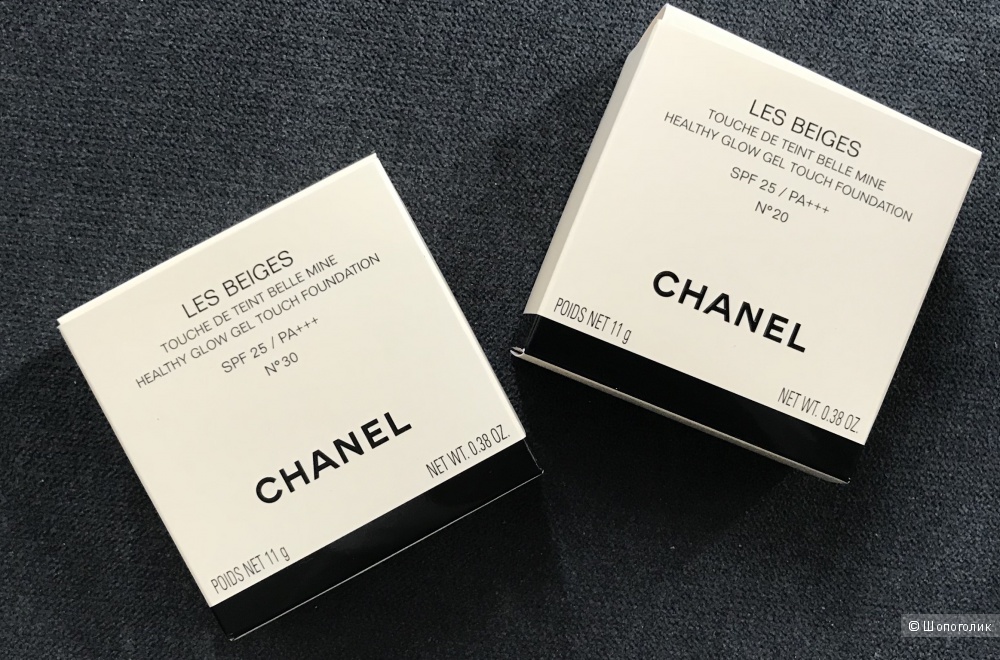 LES BEIGES
TOUCHE DE TEINT BELLE MINE
HEALTHY GLOW GEL TOUCH FOUNDATION
SPF 25 / PA+++
N°30
CHANEL
POIDS NET 11 g
NET WT. 0.38 OZ.
LES BEIGES
TOUCHE DE TEINT BELLE MINE
HEALTHY GLOW GEL TOUCH FOUNDATION
SPF 25 / PA+++
N°20
CHANEL
POIDS NET 11 g
NET WT. 0.38 OZ.
© Шопоголик